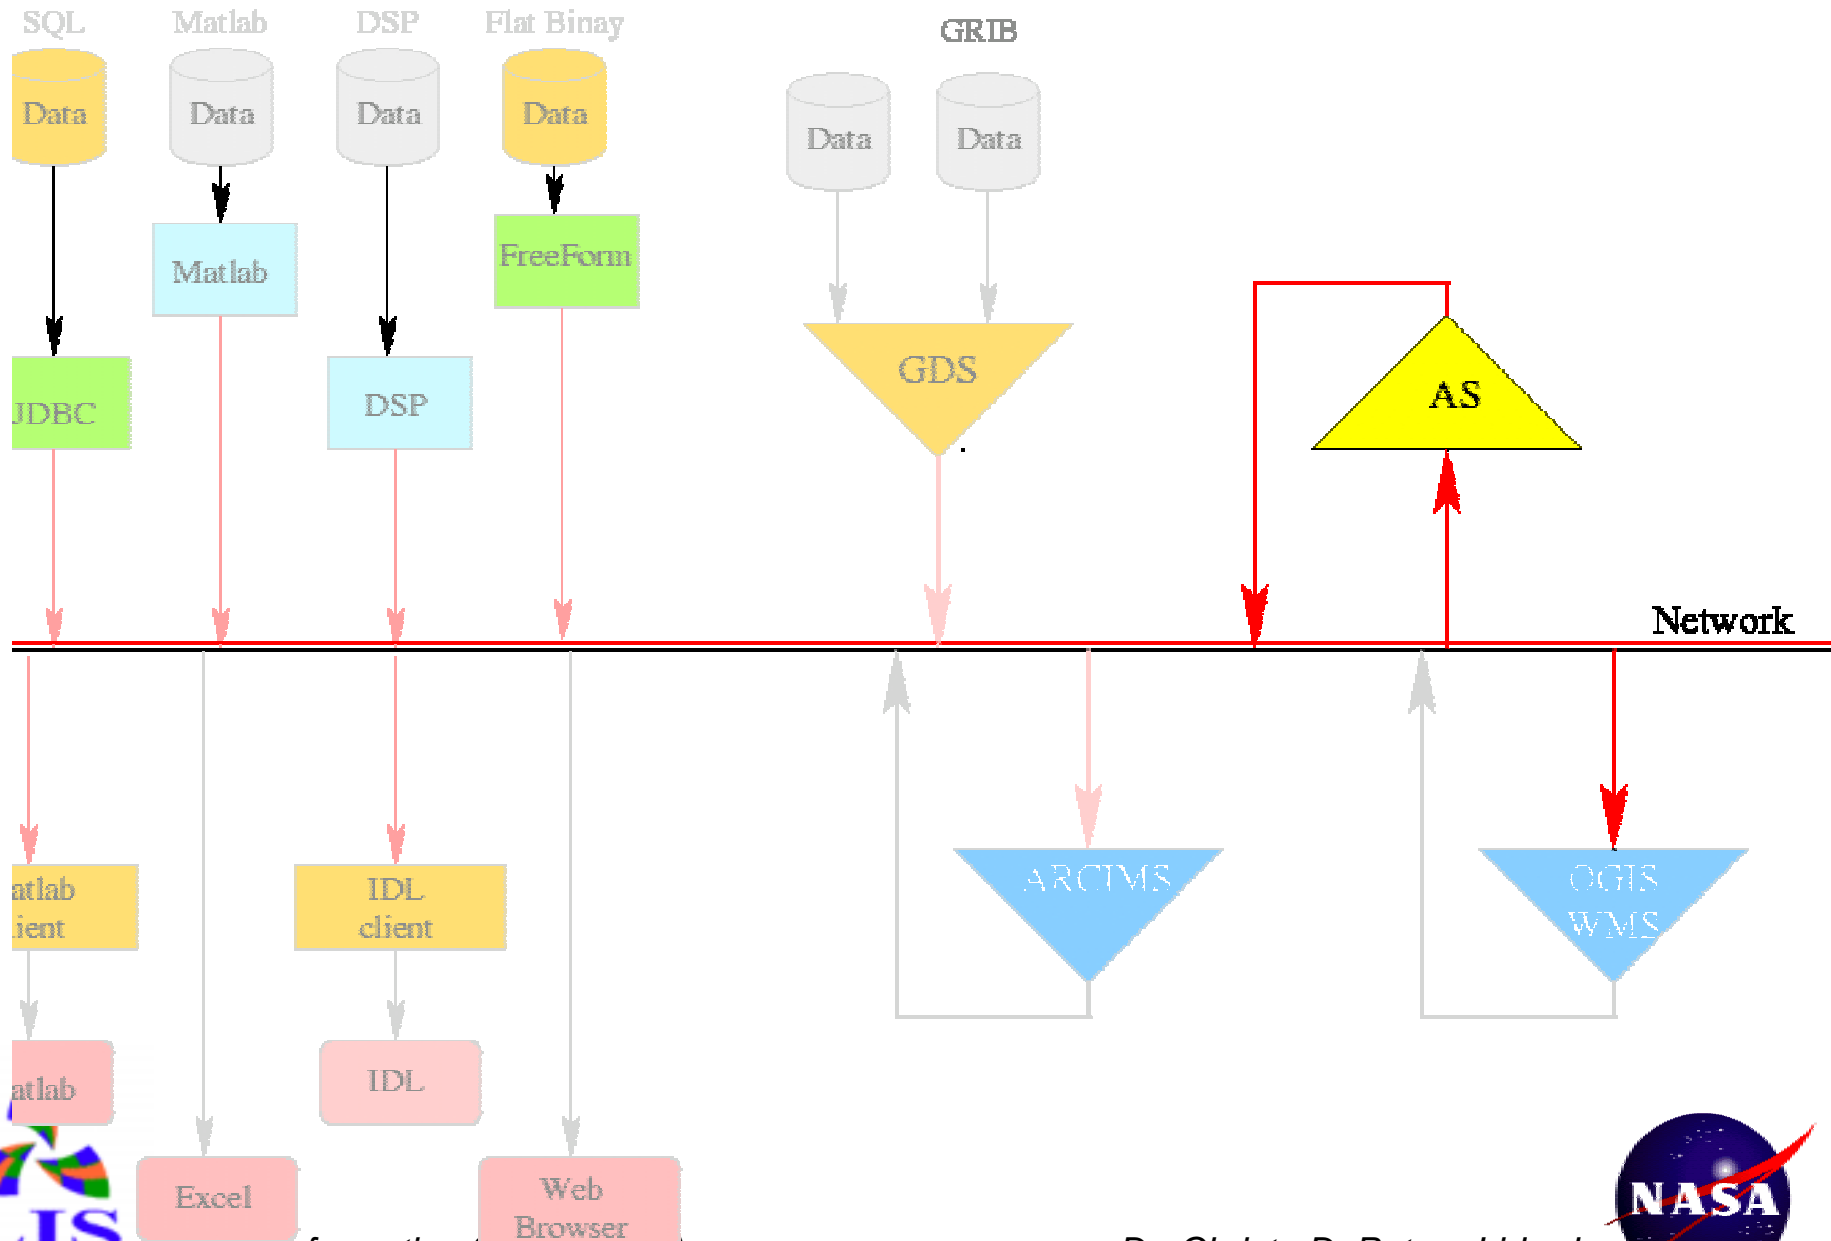 SQL Matlab DSP Flat Binay GRIB
Data Data Data Data
Data Data
FreeForm
Matlab
GDS
AS
JDBC DSP
Network
atlab
ient
IDL
client
ARCIMS
OGIS
WMS
atlab
IDL
Excel
Web
Browser
NASA